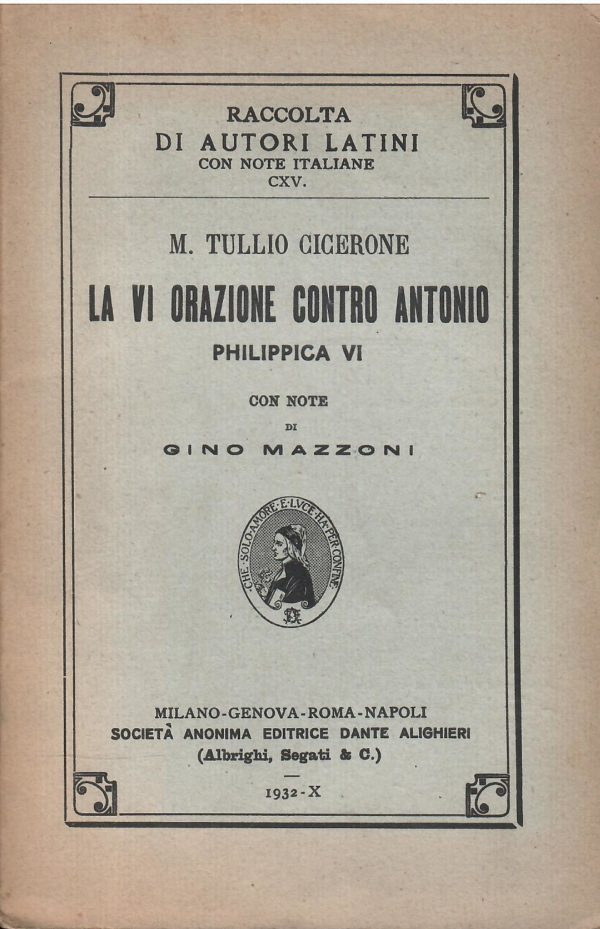 RACCOLTA
DI AUTORI LATINI
CON NOTE ITALIANE
CXV.
M. TULLIO CICERONE
LA VI ORAZIONE CONTRO ANTONIO
PHILIPPICA VI
CON NOTE
DI
GINO MAZZONI
·CHE·SOLO·AMORE·E·LVCE·HA·PER·CONFINE·
MILANO-GENOVA-ROMA-NAPOLI
SOCIETÀ ANONIMA EDITRICE DANTE ALIGHIERI
(Albrighi, Segati & C.)
1932-X